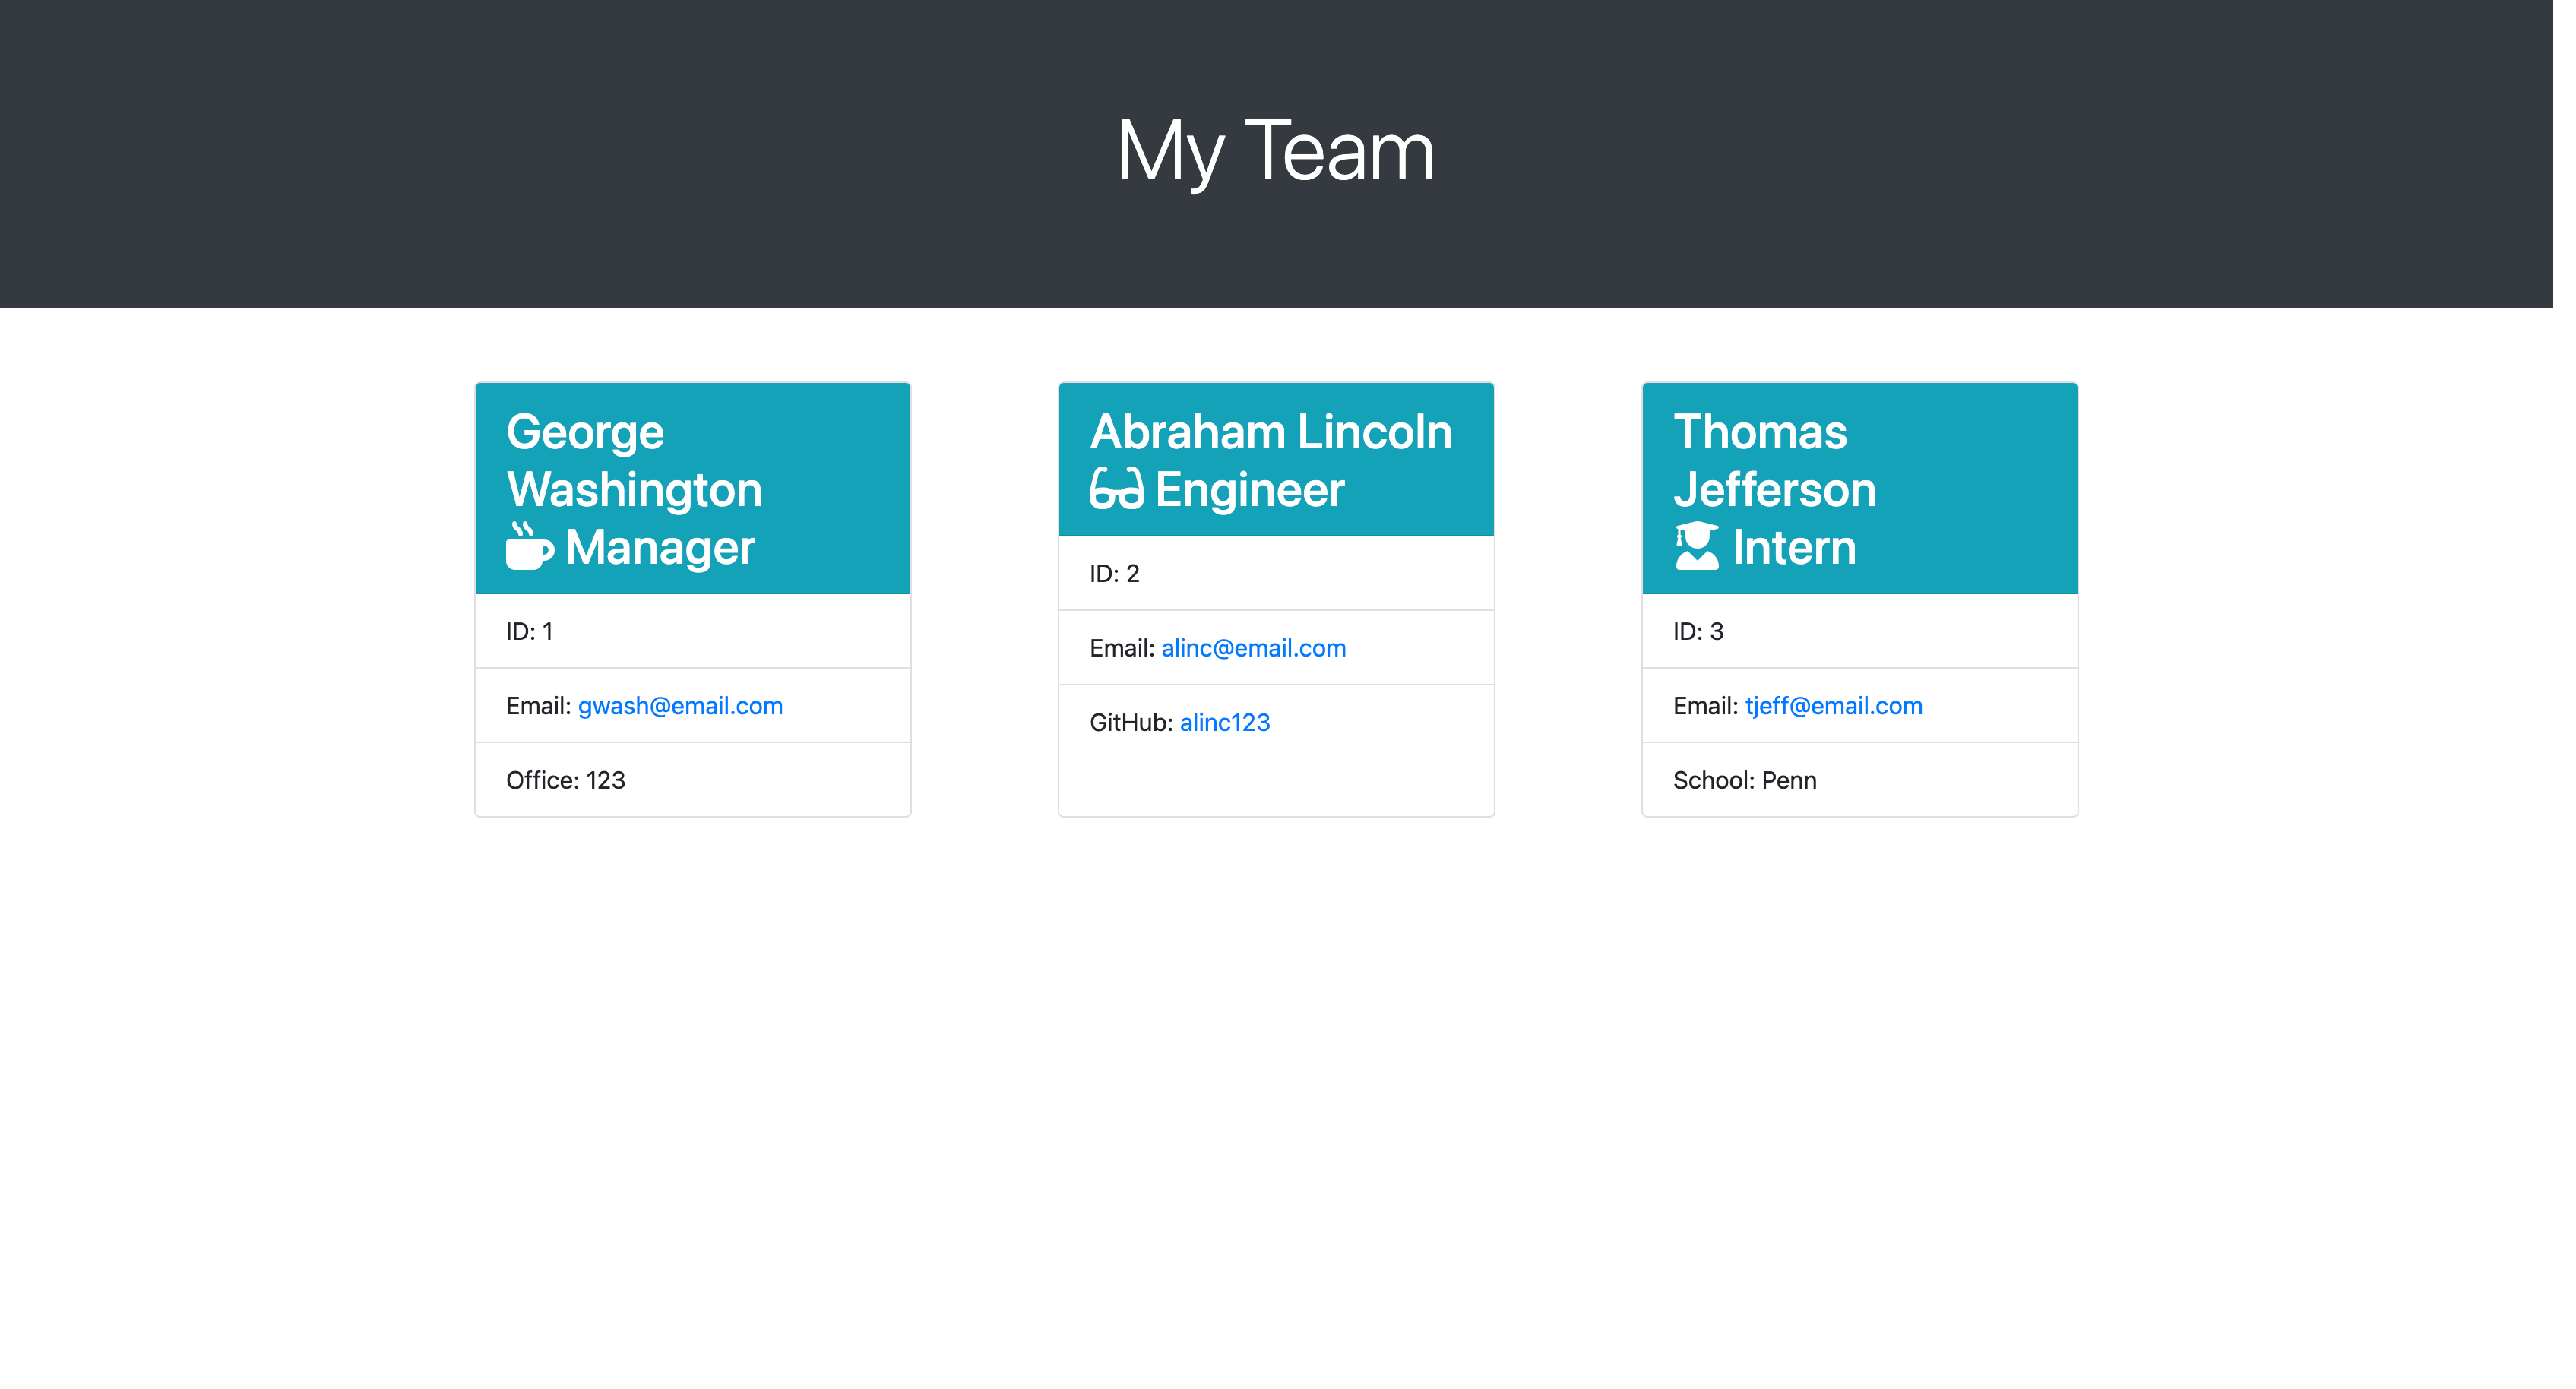 My Team
George
Washington
Manager
ID: 1
Email: gwash@email.com
Office: 123
Abraham Lincoln
Engineer
ID: 2
Email: alinc@email.com
GitHub: alinc123
Thomas
Jefferson
Intern
ID: 3
Email: tjeff@email.com
School: Penn